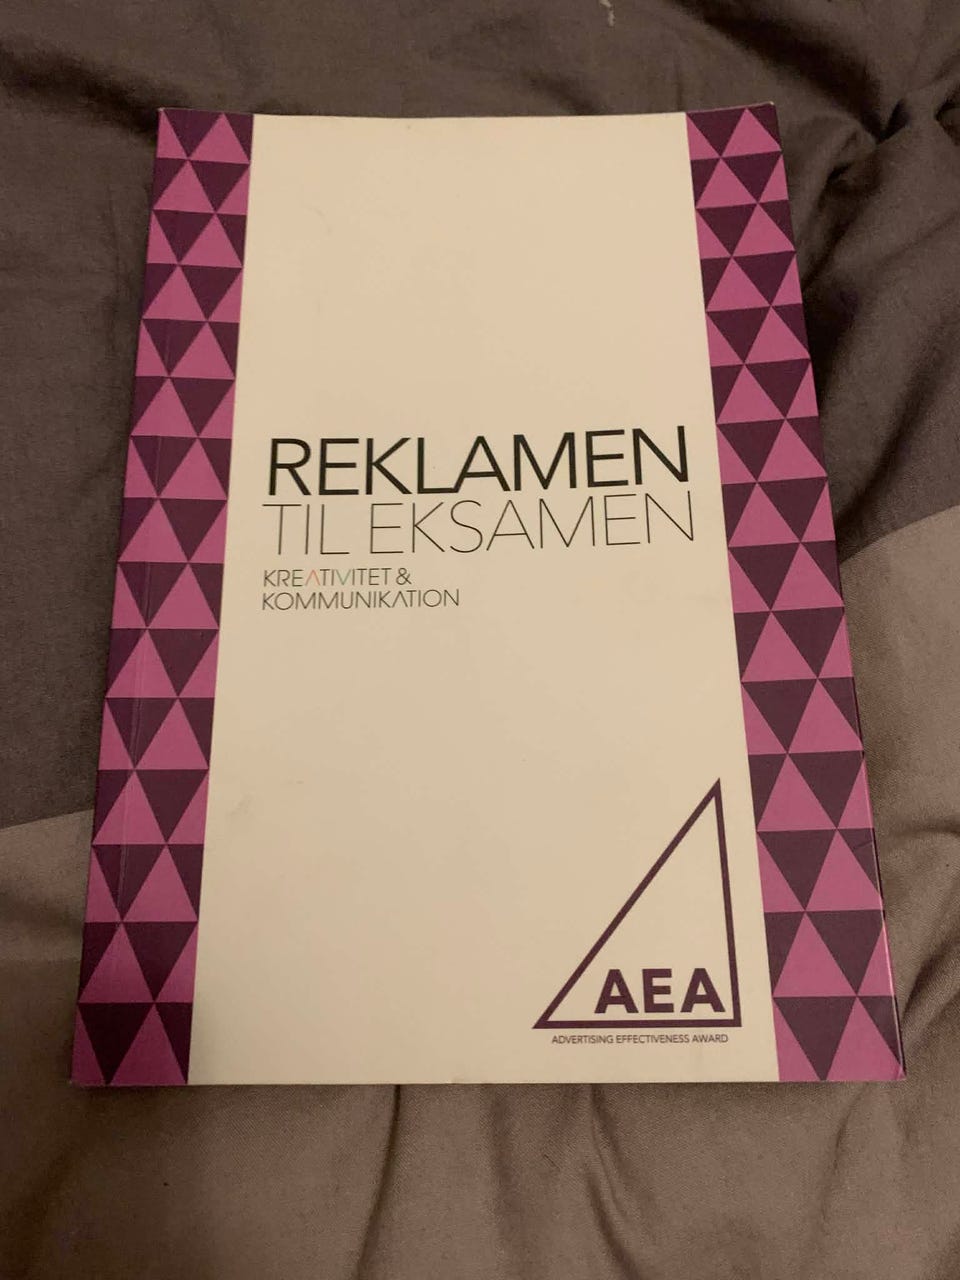 REKLAMEN
TIL EKSAMEN
KREATIVITET &
KOMMUNIKATION
AEA
ADVERTISING EFFECTIVENESS AWARD